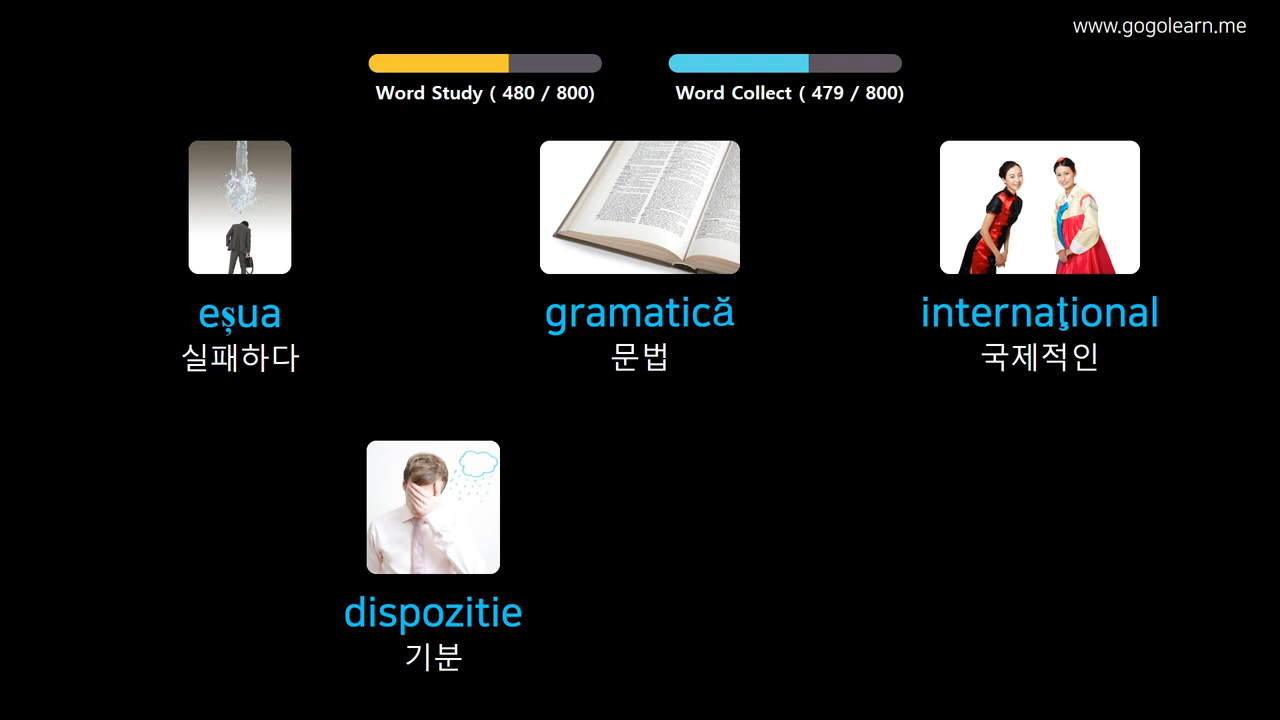 www.gogolearn.me
Word Study ( 480 / 800)
Word Collect ( 479 / 800)
eșua
실패하다
gramatică
문법
internaţional
국제적인
dispozitie
기분